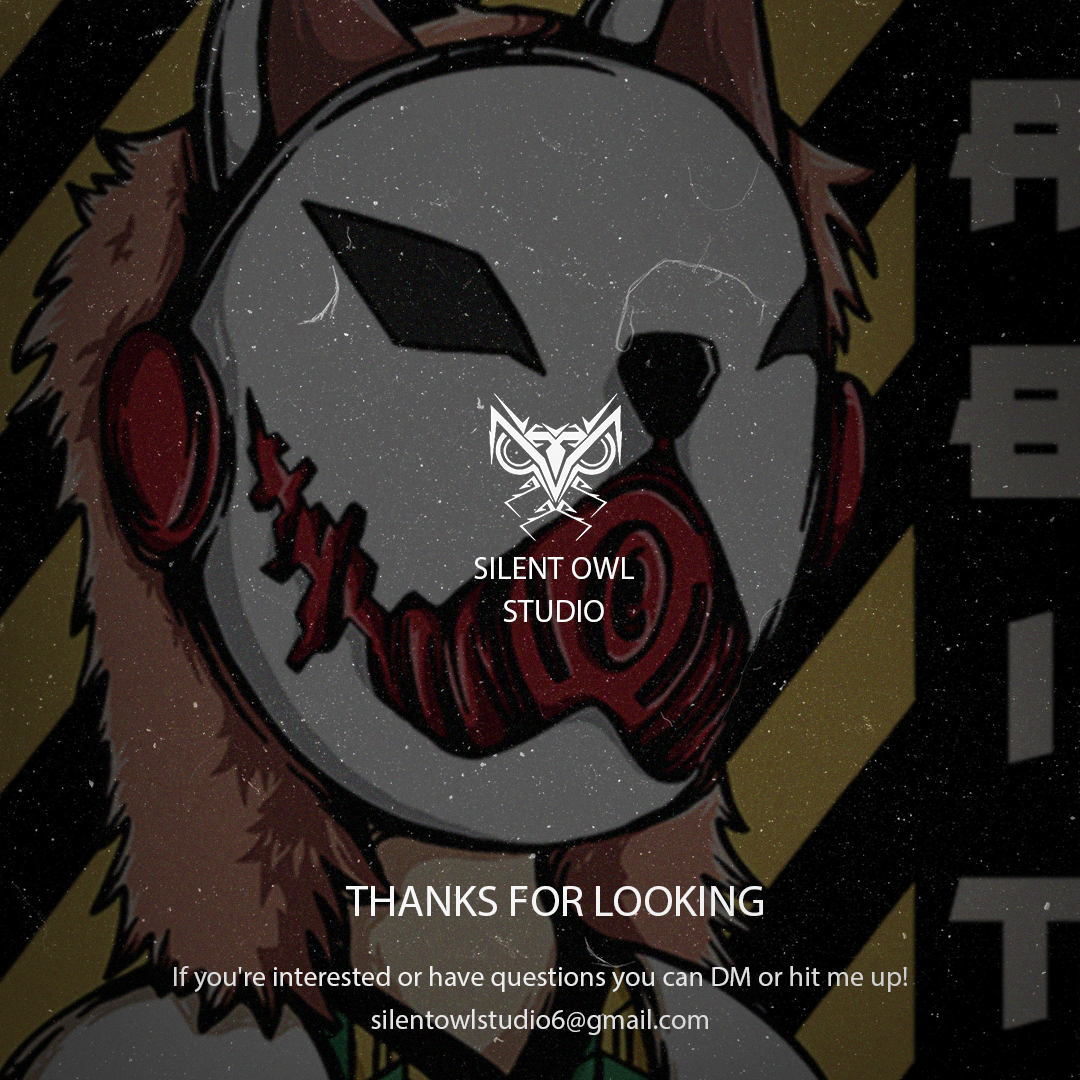 SILENT OWL
STUDIO
THANKS FOR LOOKING
If you're interested or have questions you can DM or hit me up!
silentowlstudio6@gmail.com